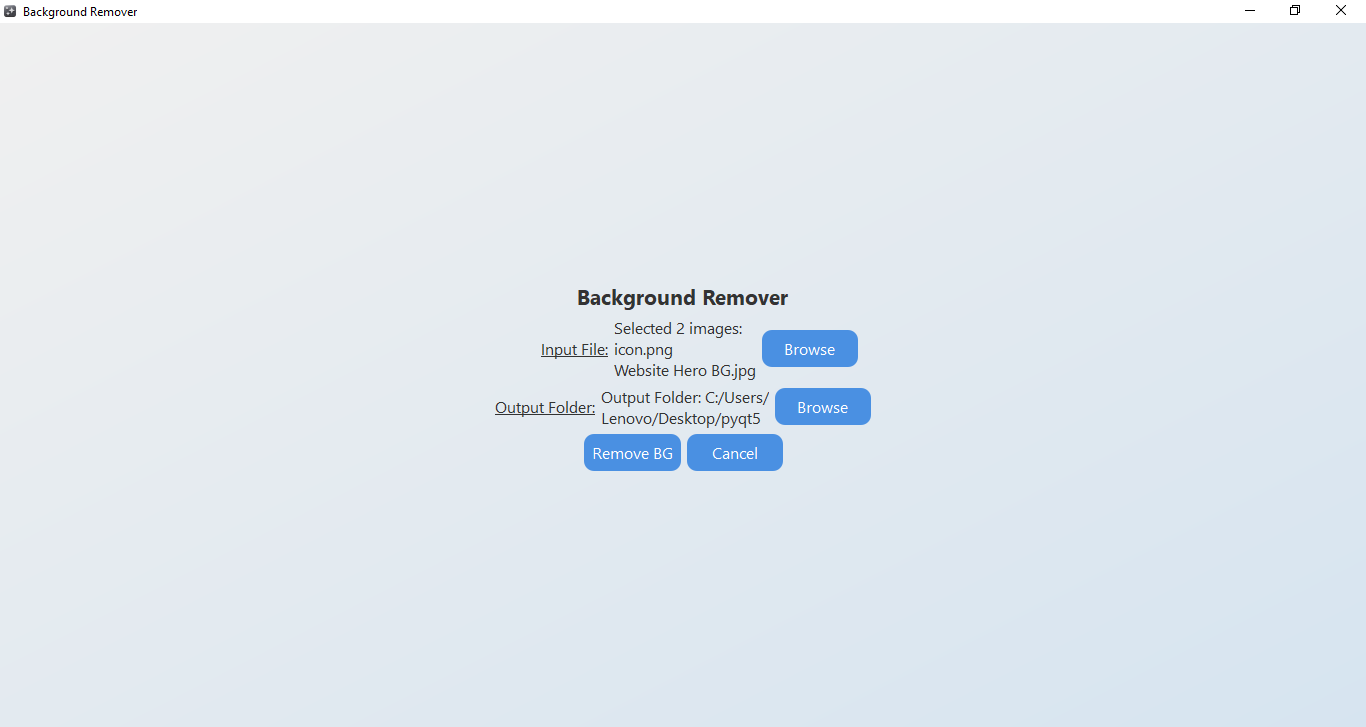 Background Remover
Background Remover
Selected 2 images:
Input File: icon.png Browse
Website Hero BG.jpg
Output Folder: C:/Users/
Output Folder: Browse
Lenovo/Desktop/pyqt5
Remove BG Cancel